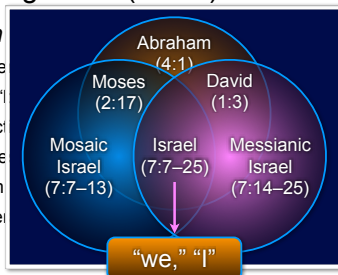 Abraham
(4:1)
Moses
(2:17)
David
(1:3)
Mosaic
Israel
(7:7–13)
Israel
(7:7–25)
Messianic
Israel
(7:14–25)
“we,” “I”